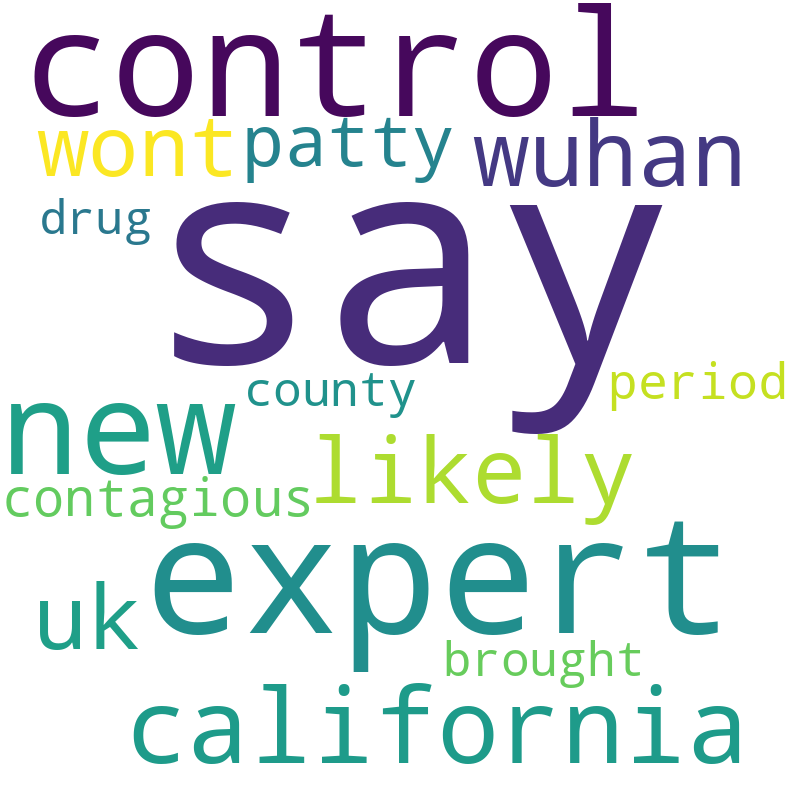 control
wont patty wuhan
drug say
county period
new likely
contagious
expert
uk brought
california